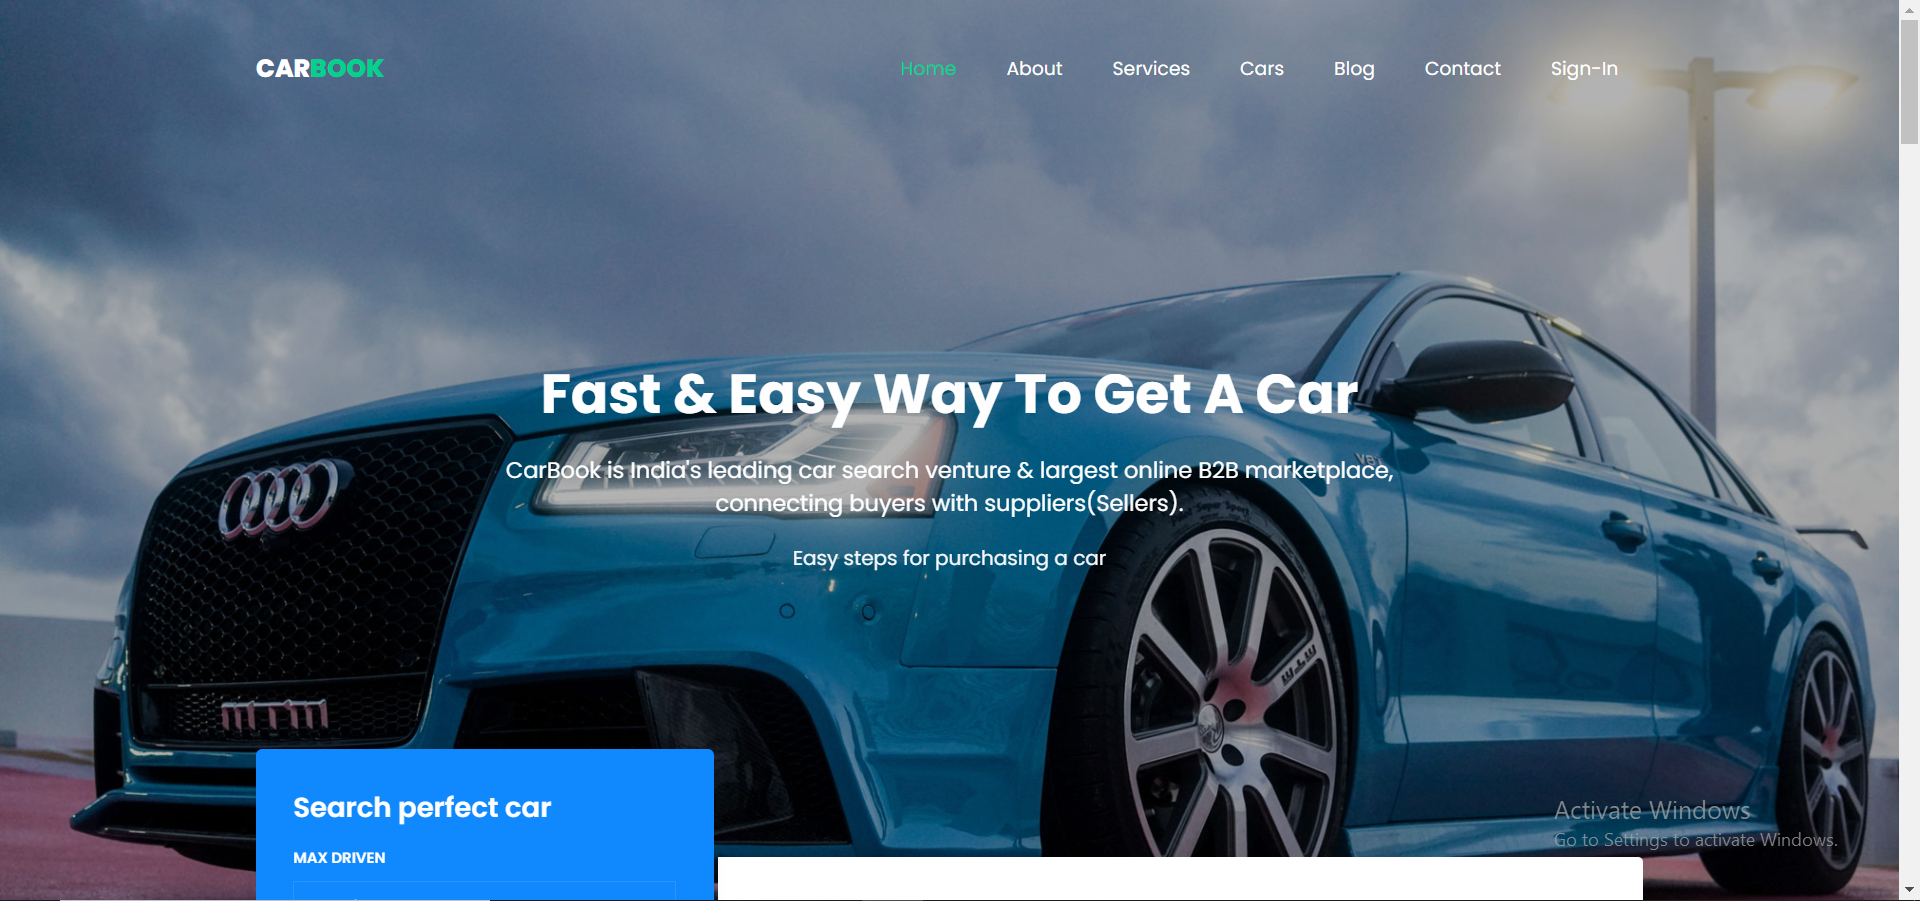 CARBOOK
Home About Services Cars Blog Contact Sign-In
Fast & Easy Way To Get A Car
CarBook is India's leading car search venture & largest online B2B marketplace,
connecting buyers with suppliers(Sellers).
Easy steps for purchasing a car
mtm
Search perfect car
MAX DRIVEN
Activate Windows
Go to Settings to activate Windows.